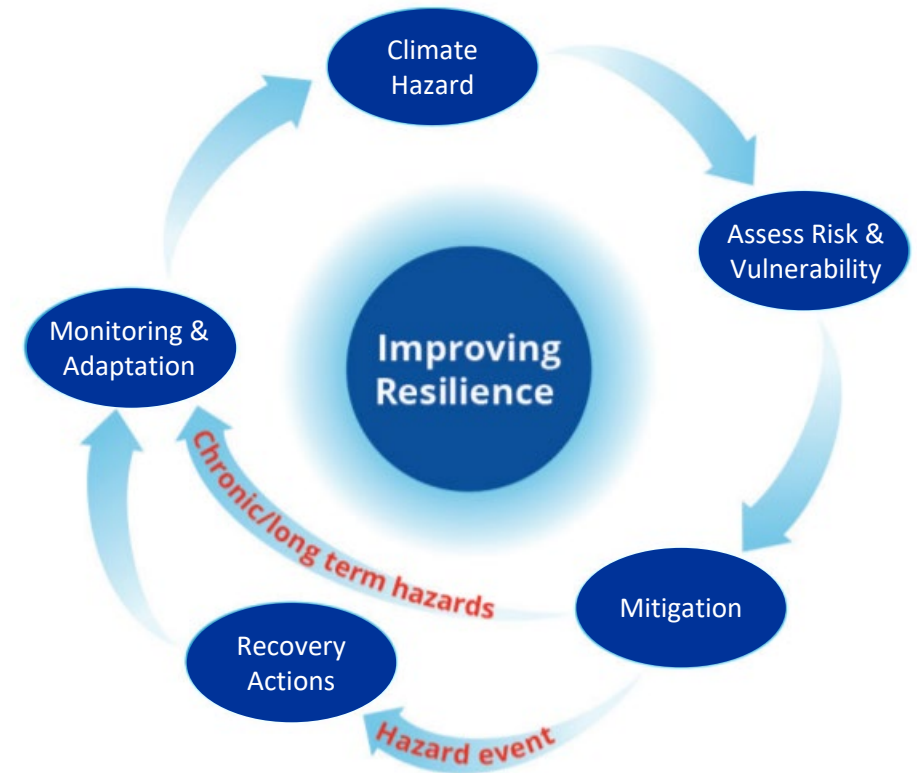 Climate
Hazard
Assess Risk &
Vulnerability
Monitoring &
Adaptation
Improving
Resilience
Chronic/long term hazards
Mitigation
Recovery
Actions
Hazard event